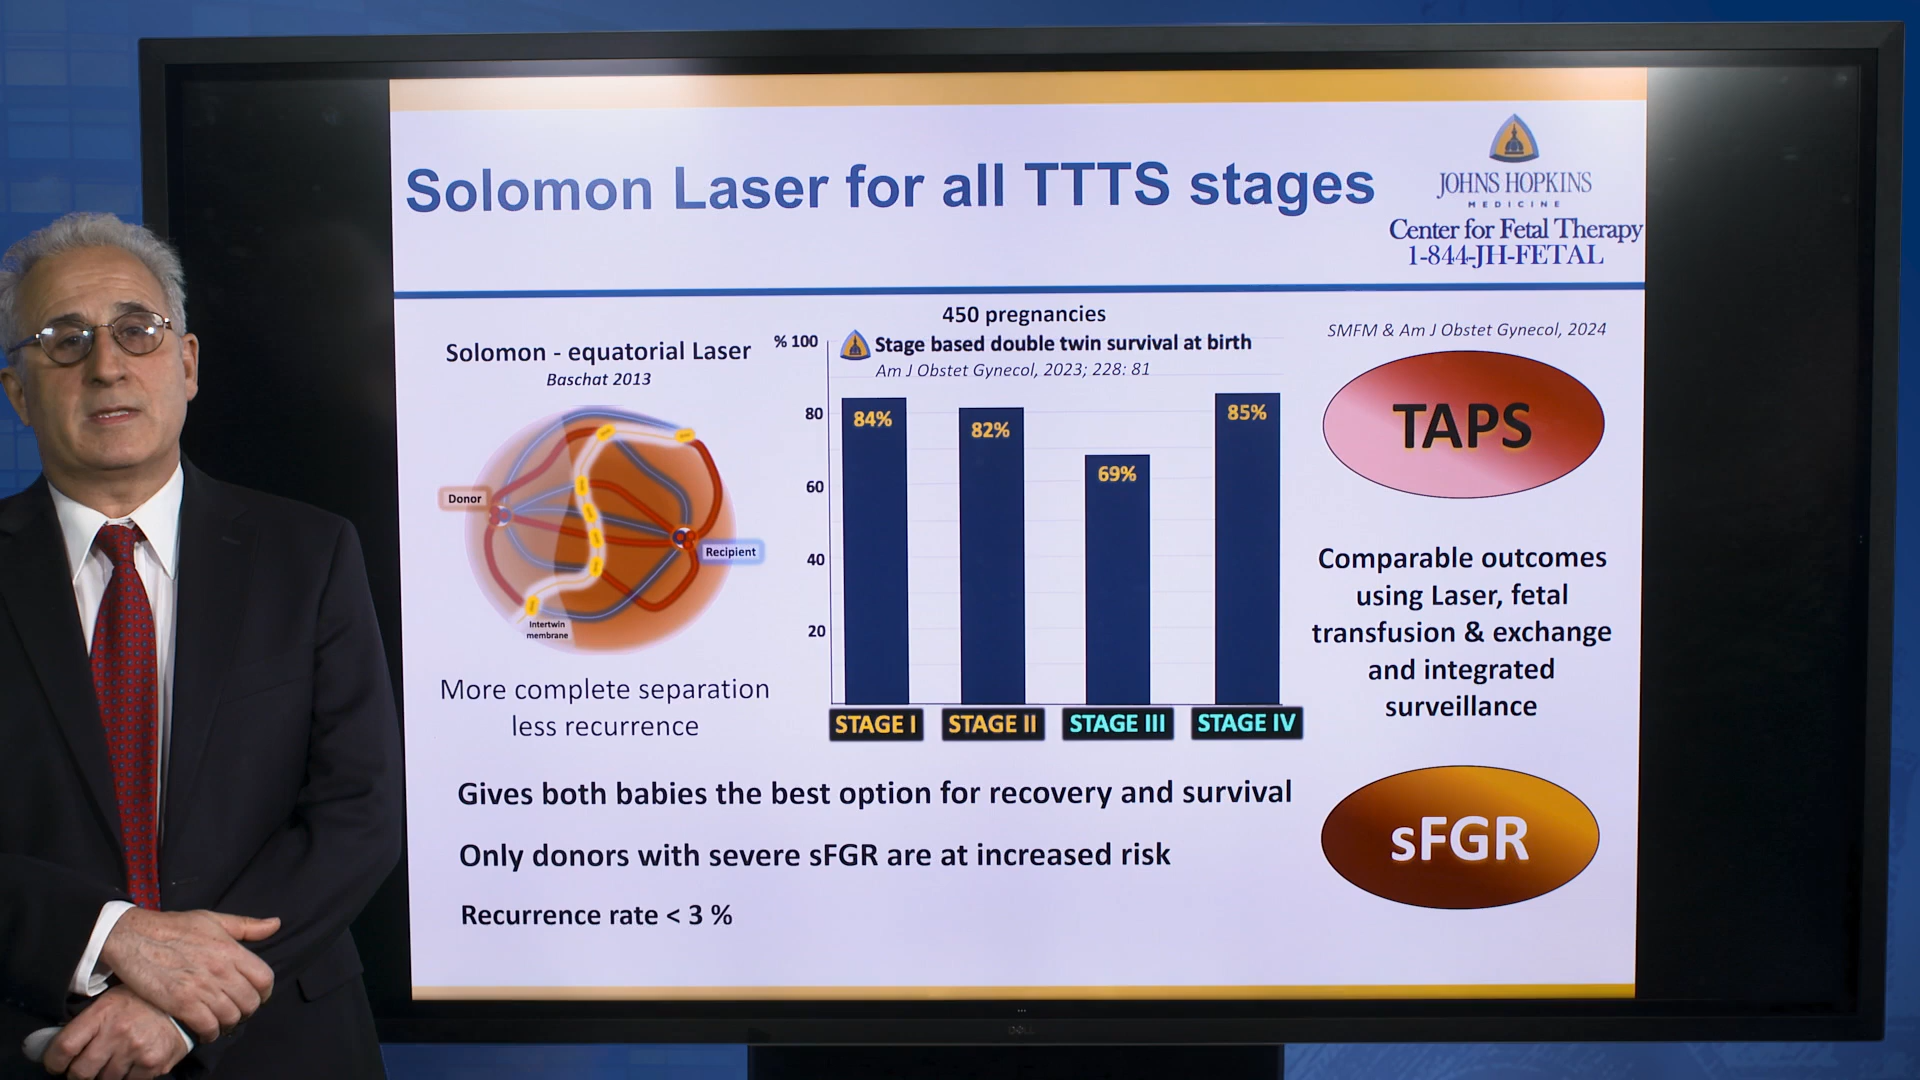 Solomon Laser for all TTTS stages
JOHNS HOPKINS
MEDICINE
Center for Fetal Therapy
1-844-JH-FETAL
Solomon - equatorial Laser
Baschat 2013
Donor
Recipient
Intertwin
membrane
More complete separation
less recurrence
450 pregnancies
Stage based double twin survival at birth
Am J Obstet Gynecol, 2023; 228: 81
% 100
80
60
40
20
84%
82%
69%
85%
STAGE I
STAGE II
STAGE III
STAGE IV
SMFM & Am J Obstet Gynecol, 2024
TAPS
Comparable outcomes
using Laser, fetal
transfusion & exchange
and integrated
surveillance
sFGR
Gives both babies the best option for recovery and survival
Only donors with severe sFGR are at increased risk
Recurrence rate < 3 %
DELL